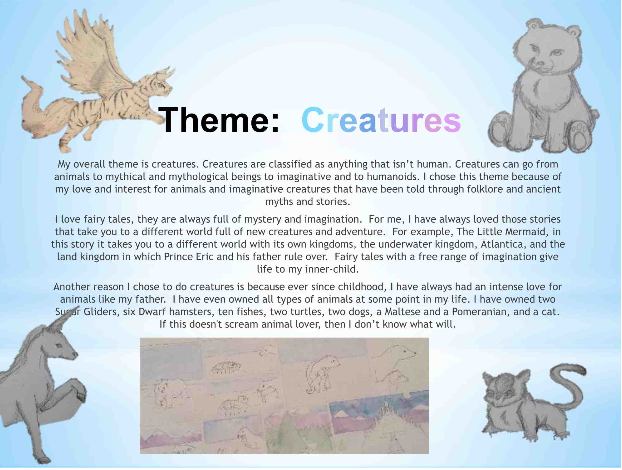 Theme: Creatures
My overall theme is creatures. Creatures are classified as anything that isn't human. Creatures can go from
animals to mythical and mythological beings to imaginative and to humanoids. I chose this theme because of
my love and interest for animals and imaginative creatures that have been told through folklore and ancient
myths and stories.
I love fairy tales, they are always full of mystery and imagination. For me, I have always loved those stories
that take you to a different world full of new creatures and adventure. For example, The Little Mermaid, in
this story it takes you to a different world with its own kingdoms, the underwater kingdom, Atlantica, and the
land kingdom in which Prince Eric and his father rule over. Fairy tales with a free range of imagination give
life to my inner-child.
Another reason I chose to do creatures is because ever since childhood, I have always had an intense love for
animals like my father. I have even owned all types of animals at some point in my life. I have owned two
Sugar Gliders, six Dwarf hamsters, ten fishes, two turtles, two dogs, a Maltese and a Pomeranian, and a cat.
If this doesn't scream animal lover, then I don't know what will.